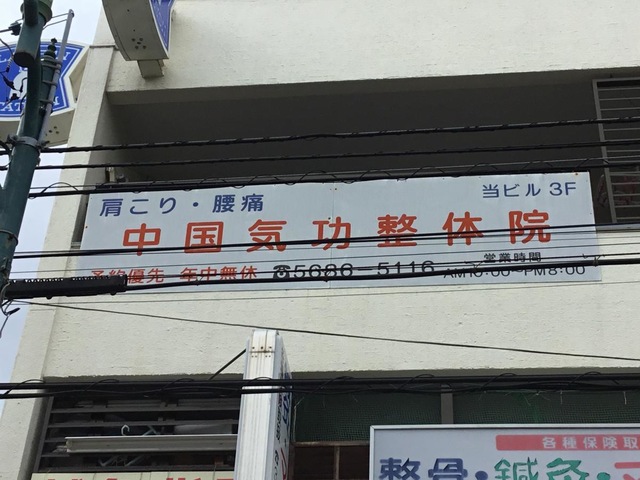 肩こり・腰痛
当ビル 3F
中国気功整体院
予約優先 年中無休 ☎5686-5116
営業時間
AM10:00-PM8:00
各種保険取
整骨・鍼灸・マ